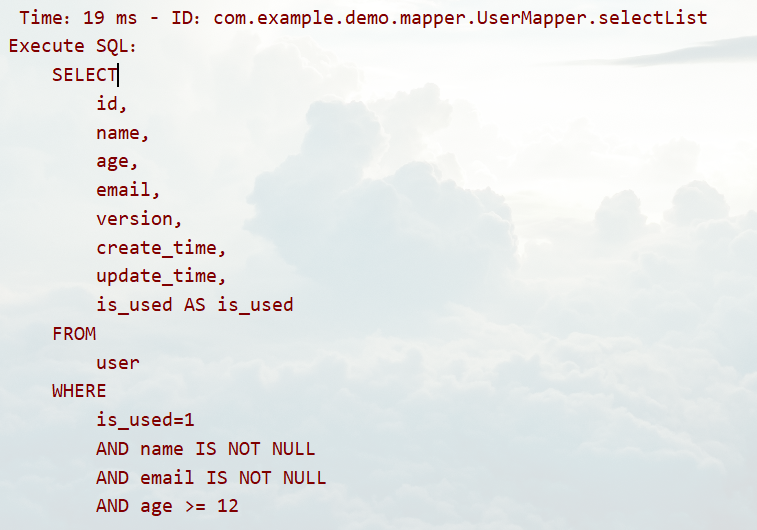 Time: 19 ms - ID: com.example.demo.mapper.UserMapper.selectList
Execute SQL:
SELECT
id,
name,
age,
email,
version,
create_time,
update_time,
is_used AS is_used
FROM
user
WHERE
is_used=1
AND name IS NOT NULL
AND email IS NOT NULL
AND age >= 12